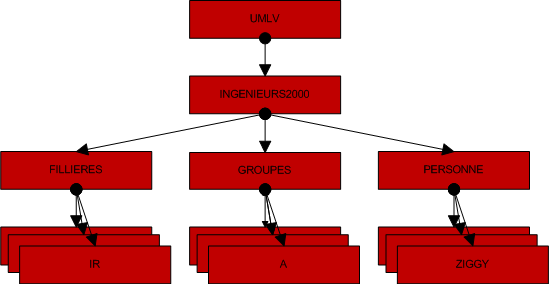 UMLV
INGENIEURS2000
FILLIERES
GROUPES
PERSONNE
IR
A
ZIGGY